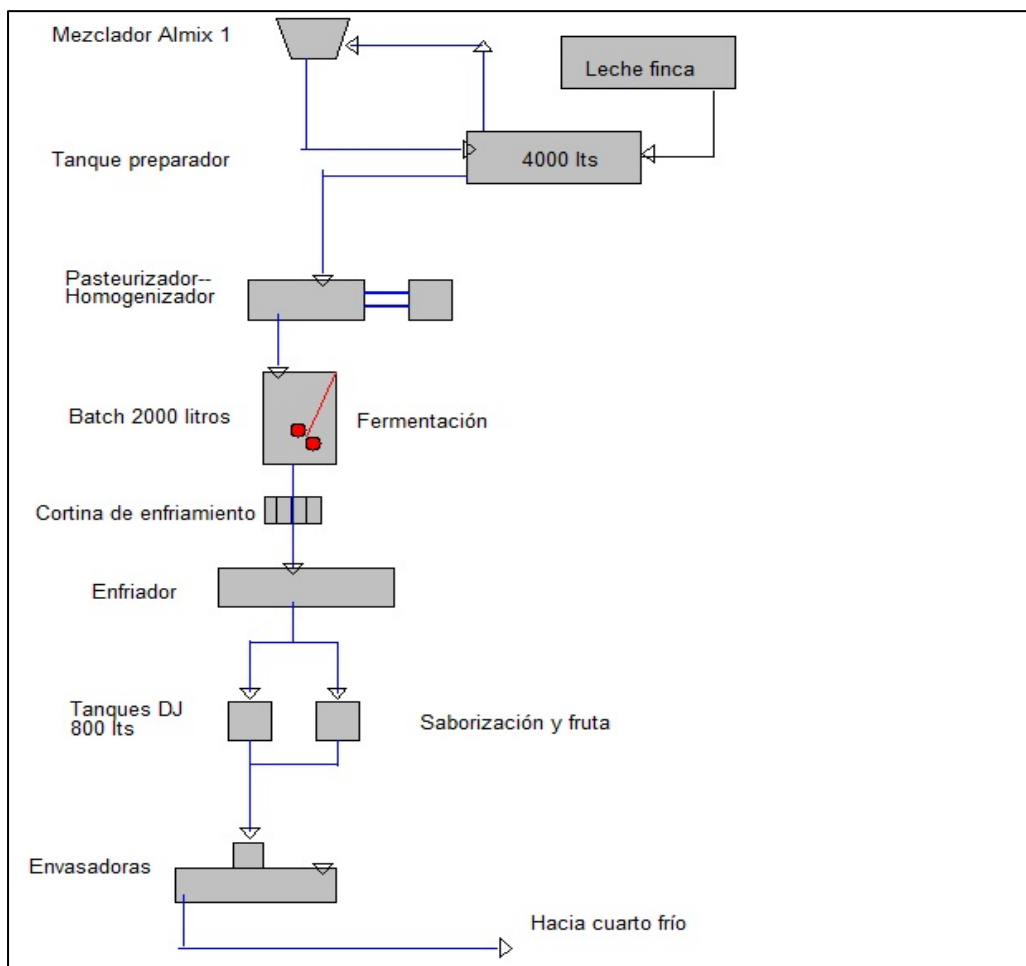 Mezclador Almix 1
Leche finca
Tanque preparador
4000 lts
Pasteurizador--
Homogenizador
Batch 2000 litros
Fermentación
Cortina de enfriamiento
Enfriador
Tanques DJ
800 lts
Saborización y fruta
Envasadoras
Hacia cuarto frío